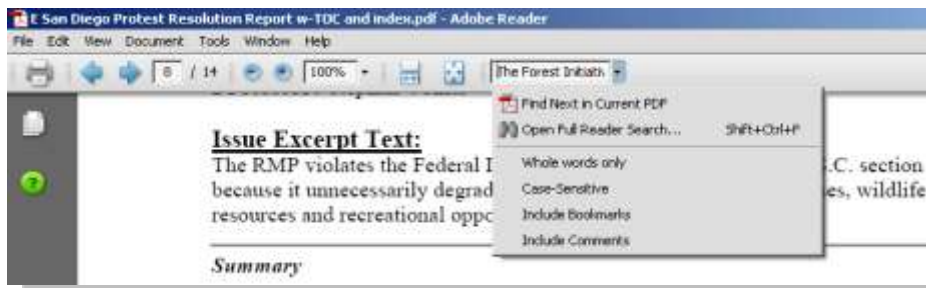 E San Diego Protest Resolution Report w-TOC and index.pdf - Adobe Reader
File Edit View Document Tools Window Help
/ 14 100% The Forest Initiati
Find Next in Current PDF
Issue Excerpt Text:
Open Full Reader Search... Shift+Ctrl+F
The RMP violates the Federal .C. section
Whole words only
because it unnecessarily degrad es, wildlife
Case-Sensitive
resources and recreational oppo
Include Bookmarks
Include Comments
Summary